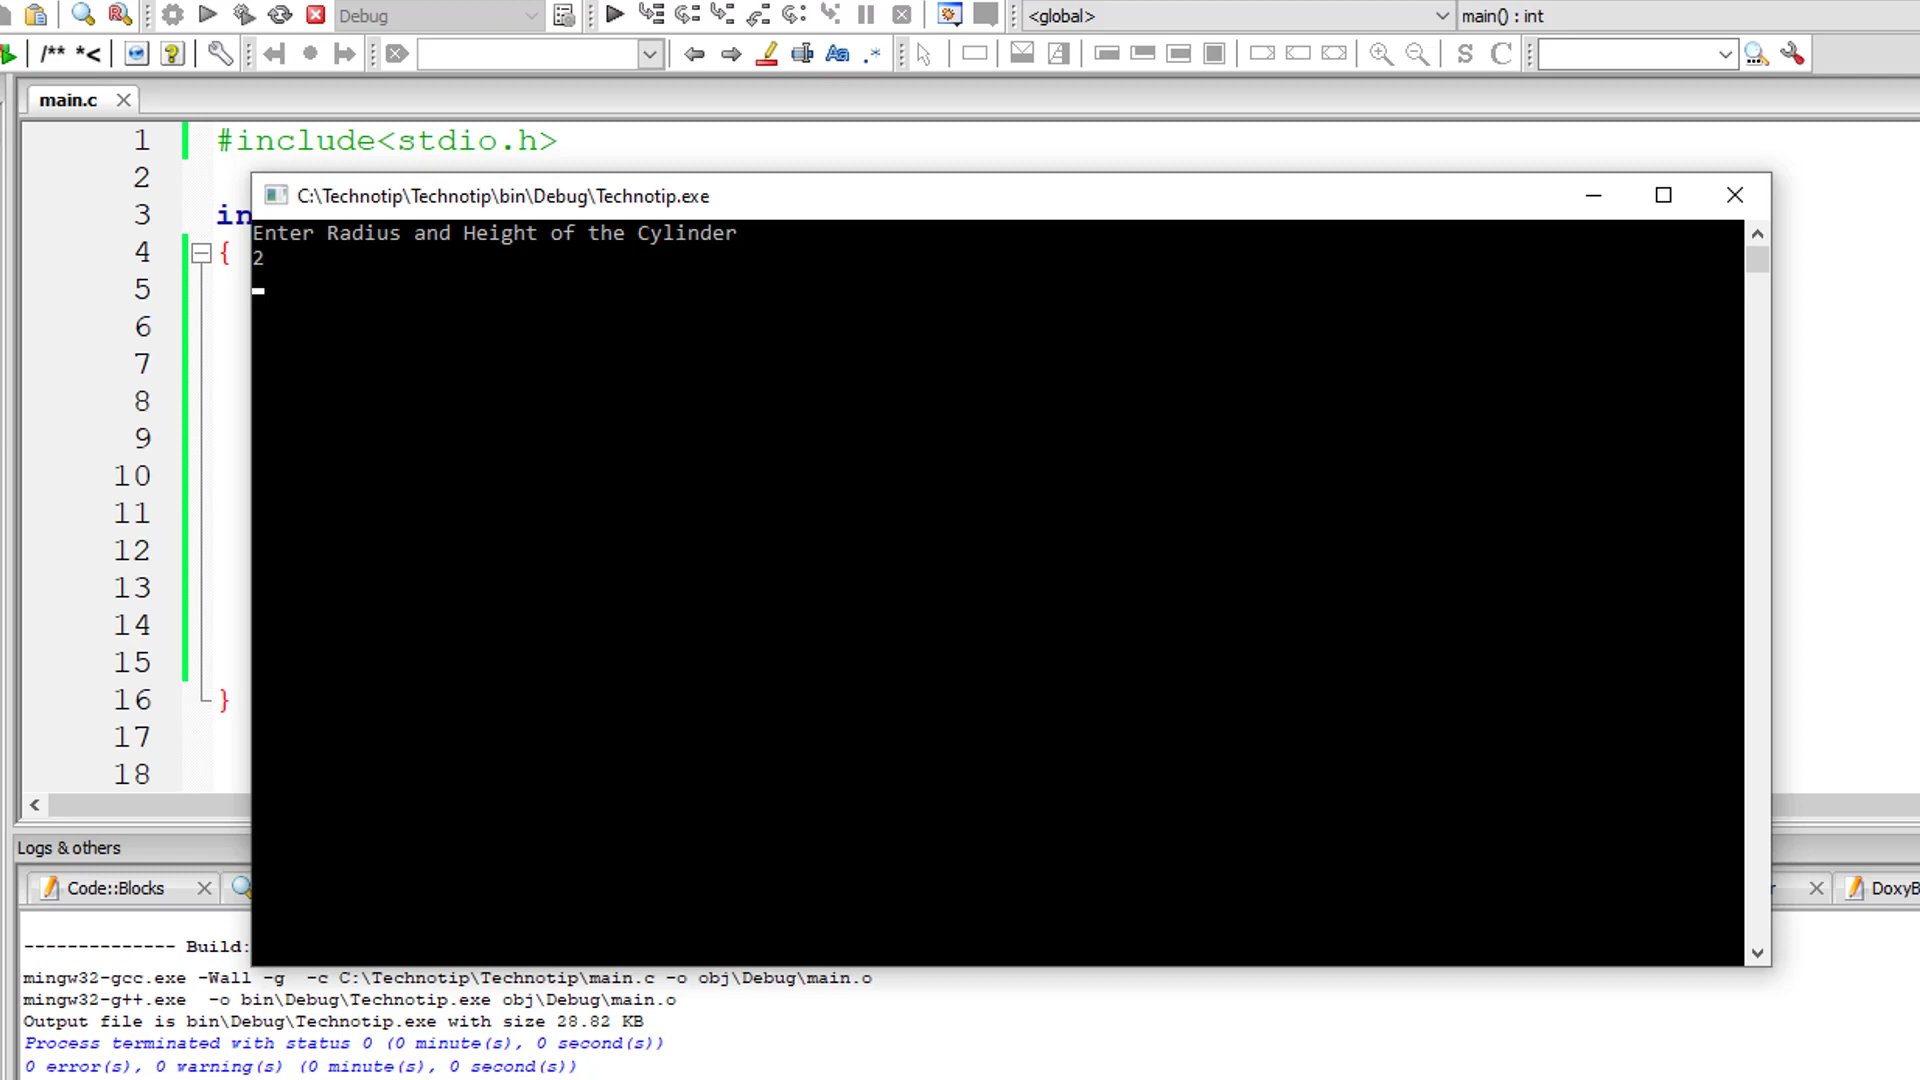 Debug
<global>
main() : int
/** *<
Aa
.*
S
C
main.c
1 #include<stdio.h>
2
3 in
4 {
5
6
7
8
9
10
11
12
13
14
15
16 }
17
18
C:\Technotip\Technotip\bin\Debug\Technotip.exe
Enter Radius and Height of the Cylinder
2
Logs & others
Code::Blocks
r
DoxyB
-------------- Build:
mingw32-gcc.exe -Wall -g  -c C:\Technotip\Technotip\main.c -o obj\Debug\main.o
mingw32-g++.exe  -o bin\Debug\Technotip.exe obj\Debug\main.o
Output file is bin\Debug\Technotip.exe with size 28.82 KB
Process terminated with status 0 (0 minute(s), 0 second(s))
0 error(s), 0 warning(s) (0 minute(s), 0 second(s))